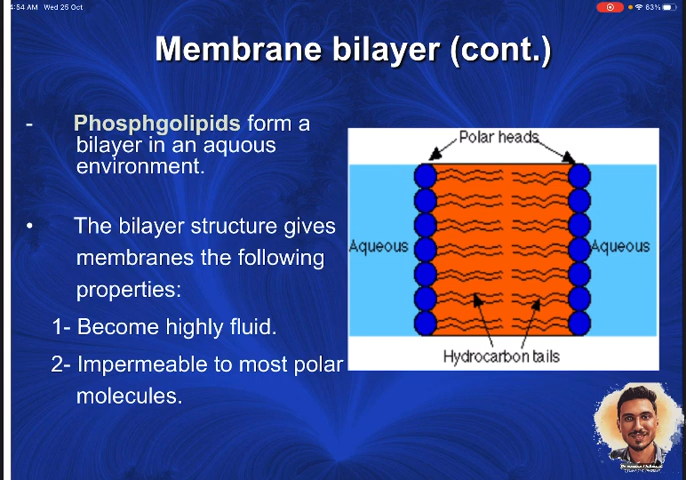 :54 AM Wed 25 Oct
63%
Membrane bilayer (cont.)
- Phosphgolipids form a
bilayer in an aquous
environment.
• The bilayer structure gives
membranes the following
properties:
1- Become highly fluid.
2- Impermeable to most polar
molecules.
Polar heads
Aqueous
Aqueous
Hydrocarbon tails